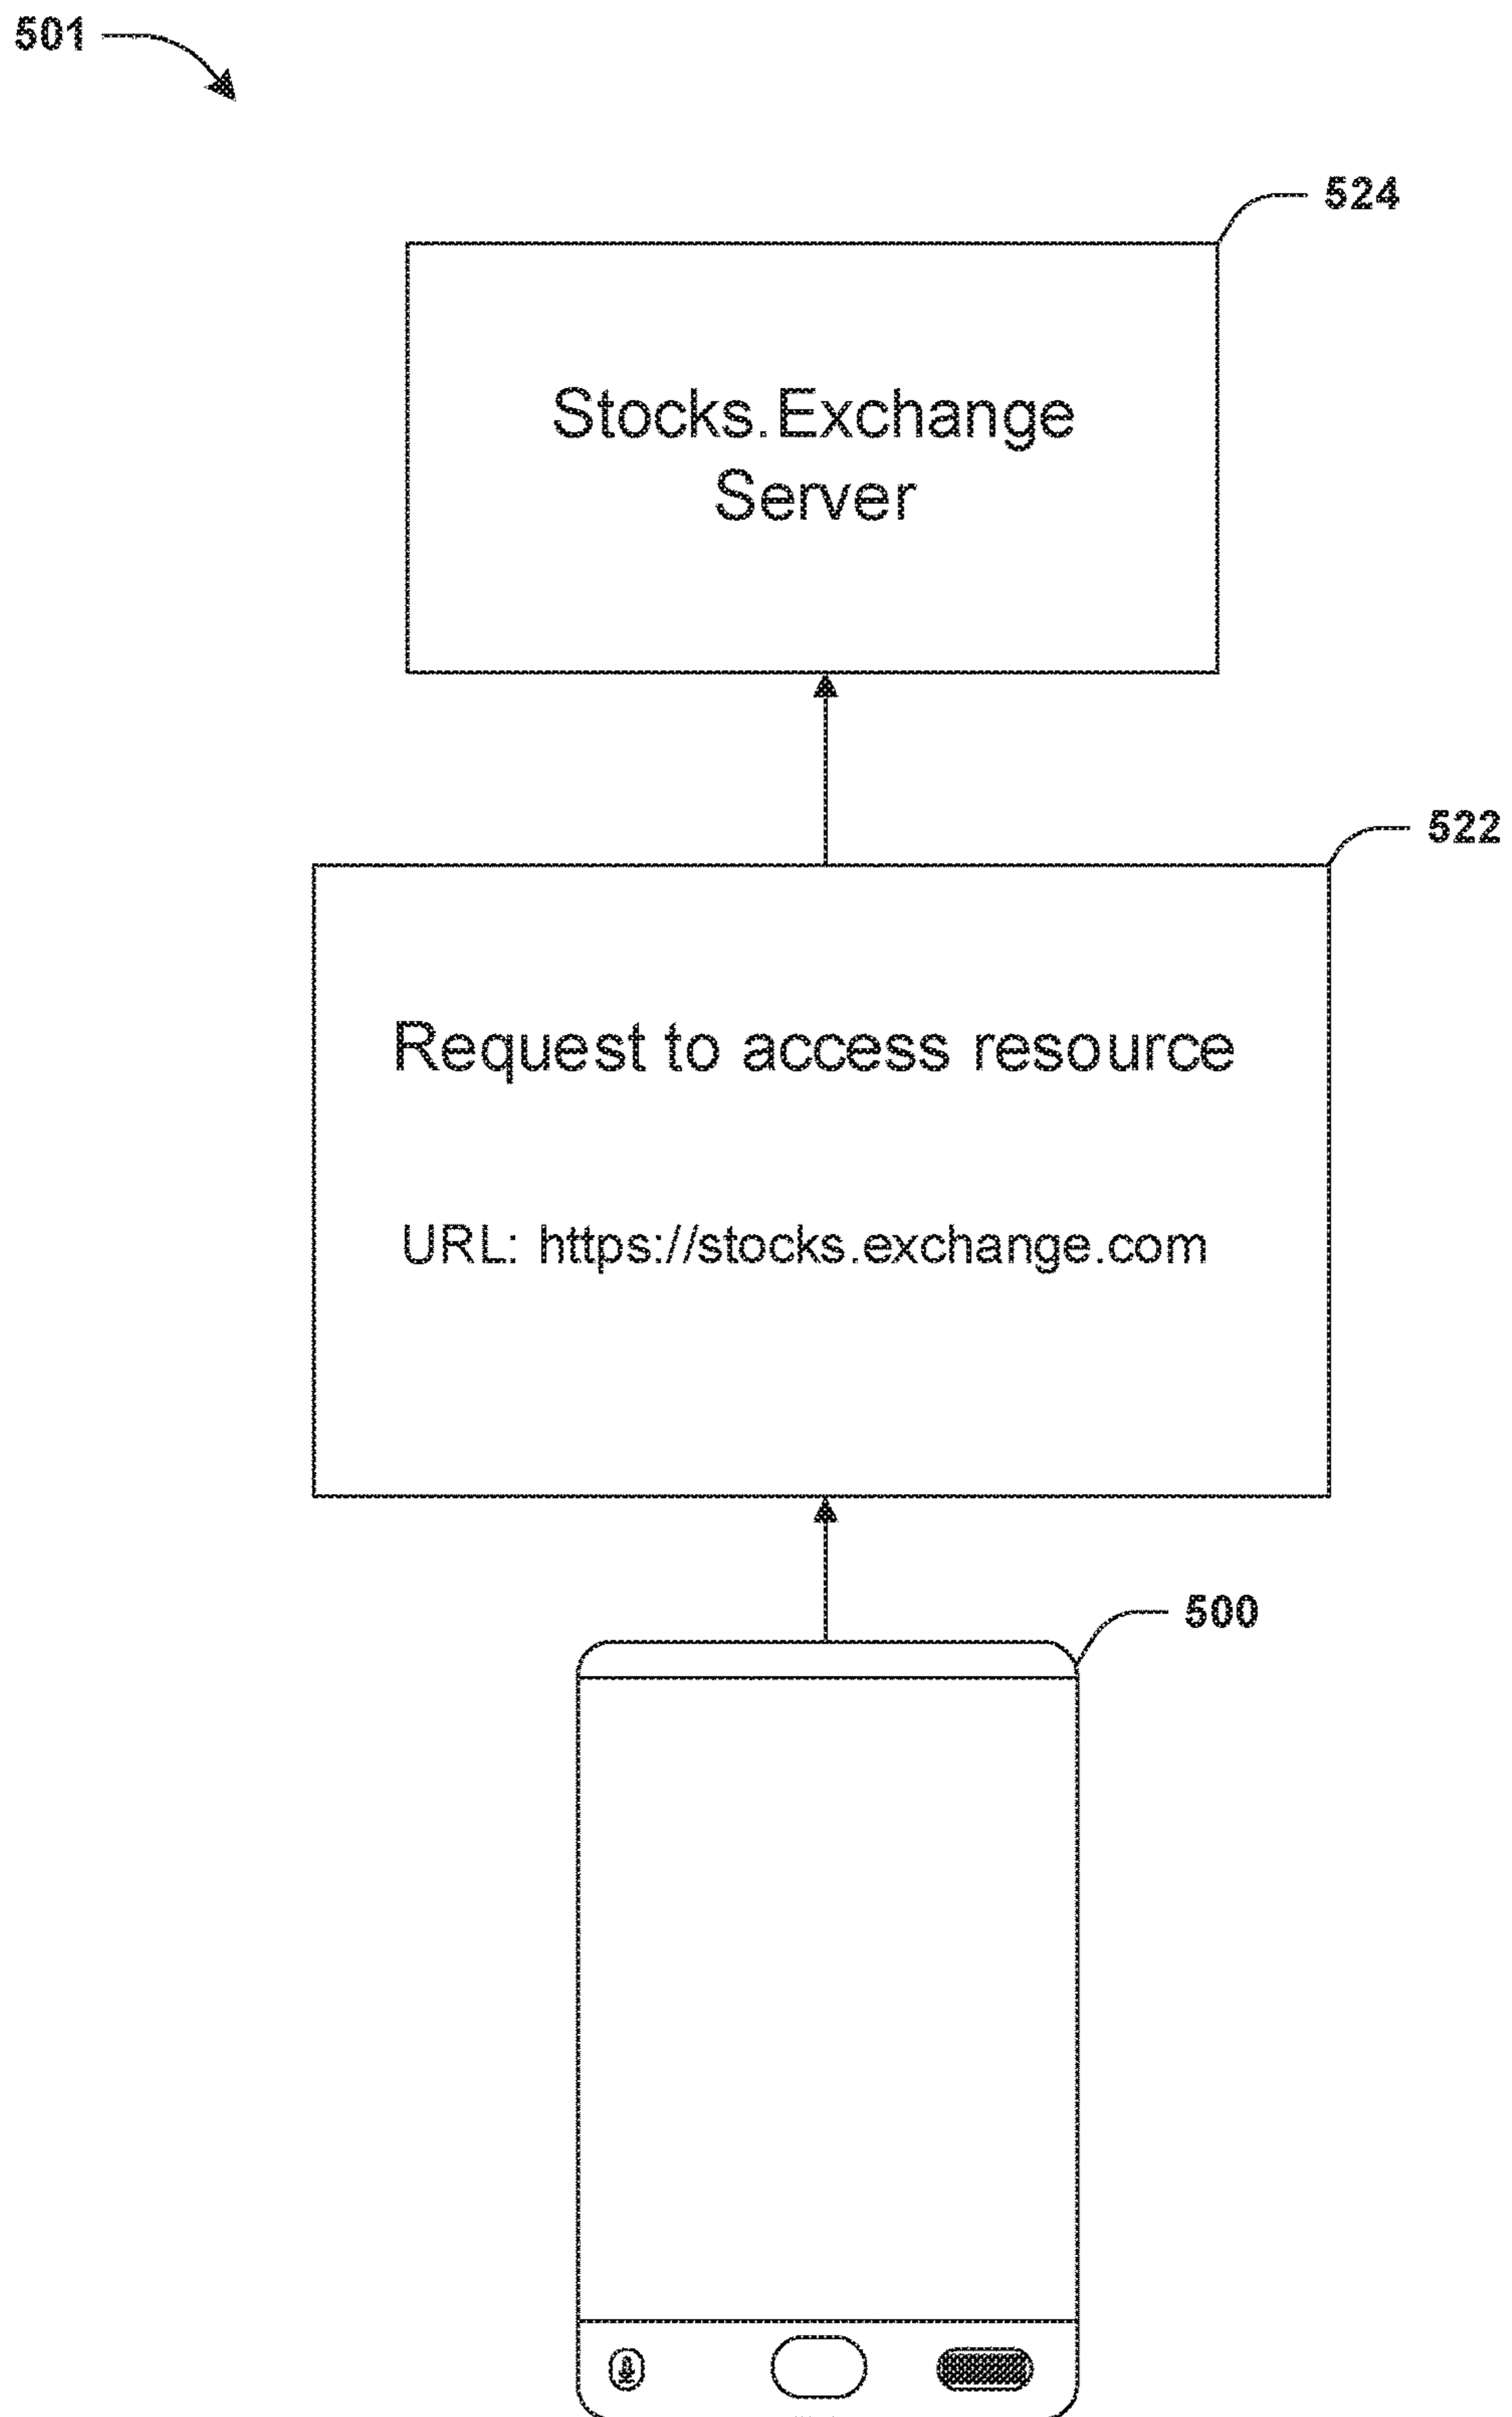 501
524
Stocks.Exchange
Server
522
Request to access resource
URL: https://stocks.exchange.com
500